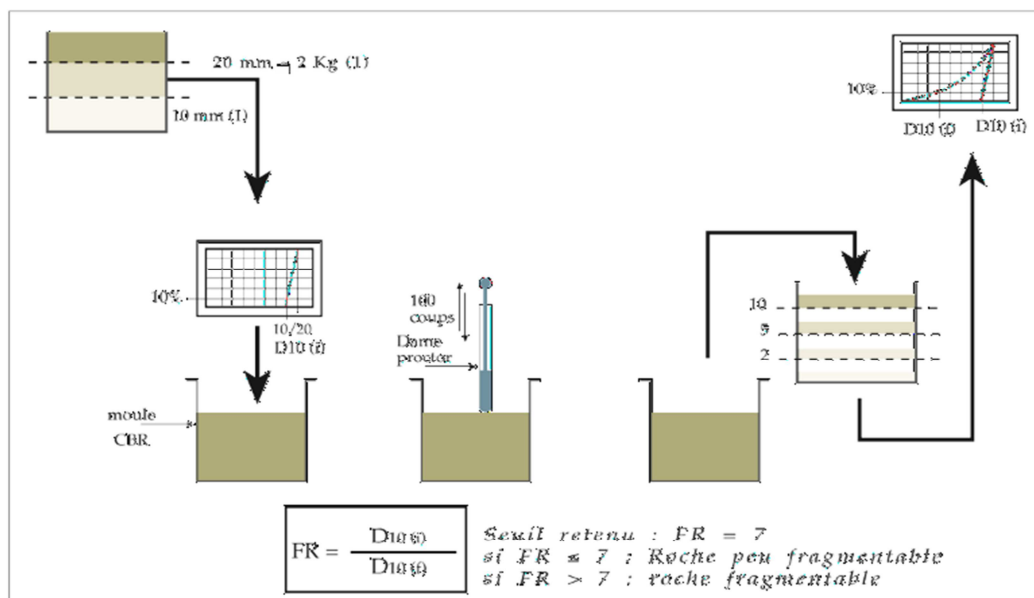 20 mm
2 Kg (I)
10 mm (I)
10%
10/20
D10 (i)
moule
CBR
100
coups
Dame
proctor
10
5
2
10%
D10
D10 (i)
FR =
D10
D10
Seuil retenu : FR = 7
si FR ≤ 7 : Roche peu fragmentable
si FR > 7 : roche fragmentable